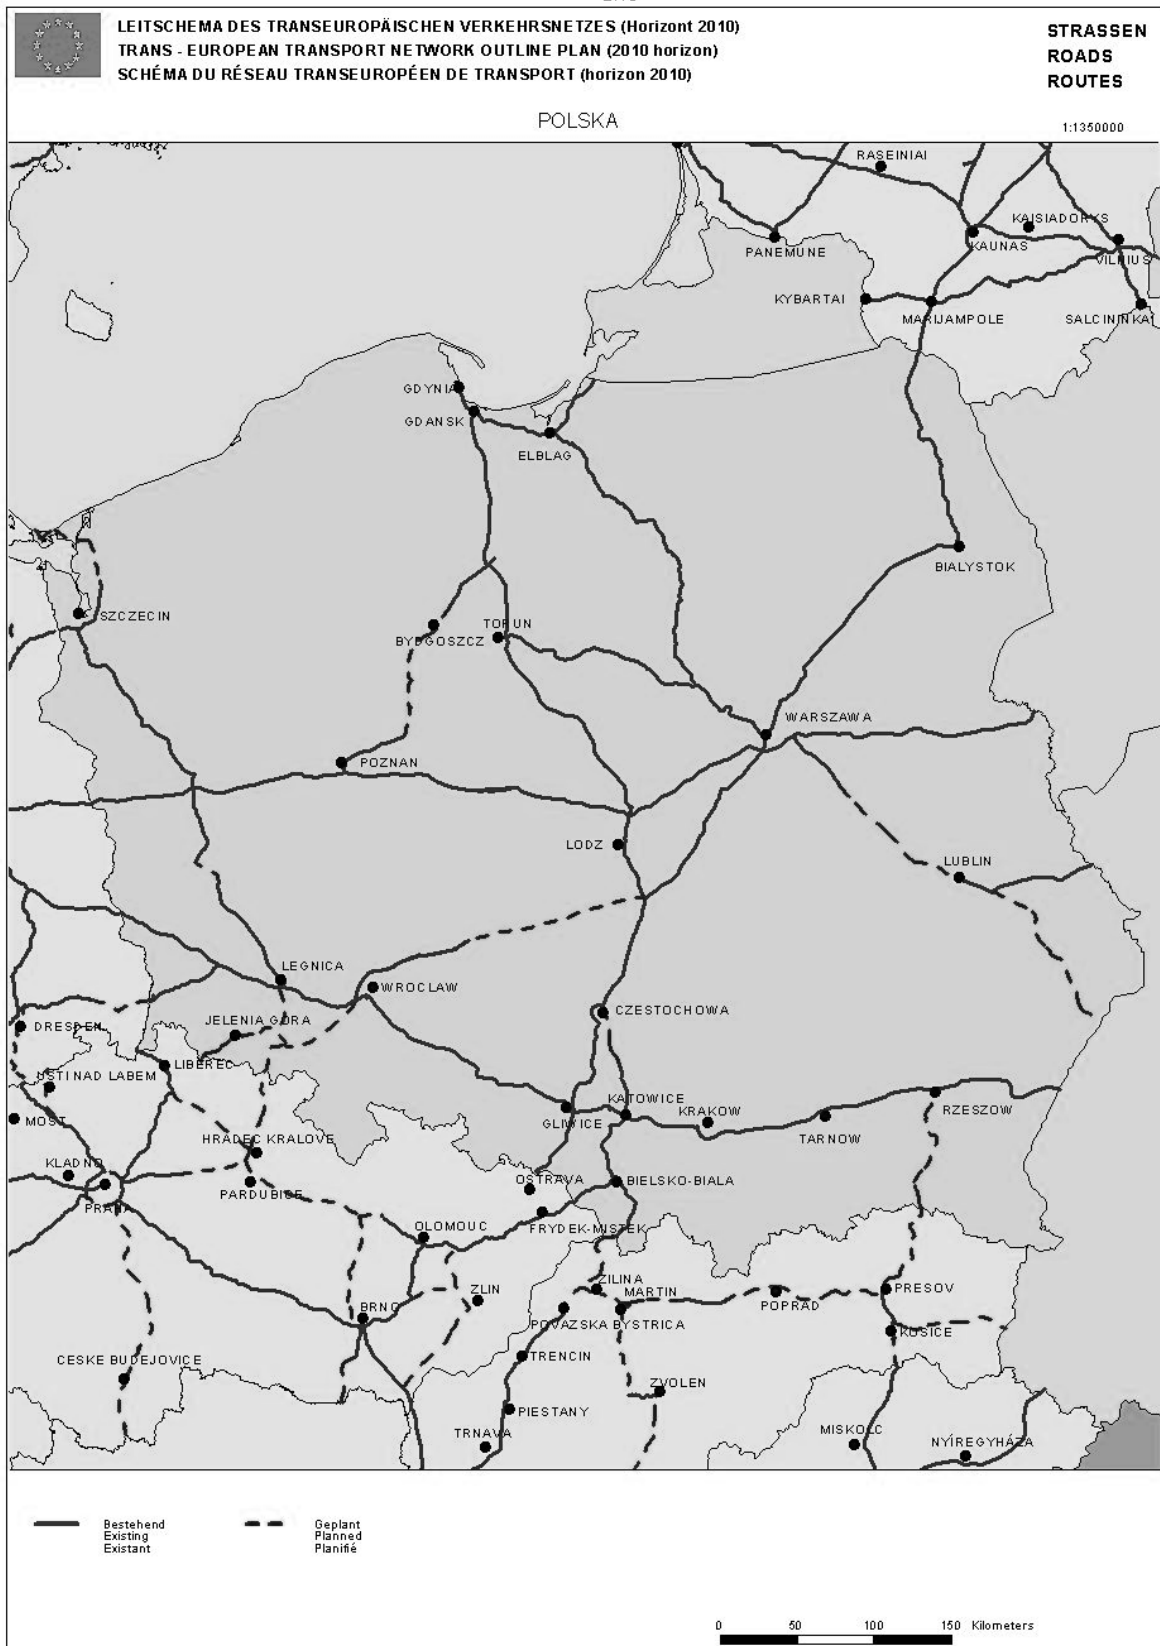 LEITSCHEMA DES TRANSEUROPÄISCHEN VERKEHRSNETZES (Horizont 2010)
TRANS - EUROPEAN TRANSPORT NETWORK OUTLINE PLAN (2010 horizon)
SCHÉMA DU RÉSEAU TRANSEUROPÉEN DE TRANSPORT (horizon 2010)
STRASSEN
ROADS
ROUTES
POLSKA
1:1350000
RASEINIAI
KAISIADORYS
KAUNAS
PANEMUNE
VILNIUS
KYBARTAI
MARIJAMPOLE
SALCININKAI
GDYNIA
GDANSK
ELBLAG
BIALYSTOK
SZCZECIN
TORUN
BYDGOSZCZ
WARSZAWA
POZNAN
LODZ
LUBLIN
LEGNICA
WROCLAW
CZESTOCHOWA
JELENIA GORA
DRESDEN
LIBEREC
USTI NAD LABEM
KATOWICE
KRAKOW
RZESZOW
MOST
GLIWICE
TARNOW
HRADEC KRALOVE
KLADNO
OSTRAVA
BIELSKO-BIALA
PARDUBICE
PRAHA
OLOMOUC
FRYDEK-MISTEK
ZILINA
ZLIN
MARTIN
PRESOV
POPRAD
BRNO
POVAZSKA BYSTRICA
KOSICE
CESKE BUDEJOVICE
TRENCIN
ZVOLEN
PIESTANY
TRNAVA
MISKOLC
NYÍREGYHÁZA
Bestehend
Existing
Existant
Geplant
Planned
Planifié
0 50 100 150 Kilometers